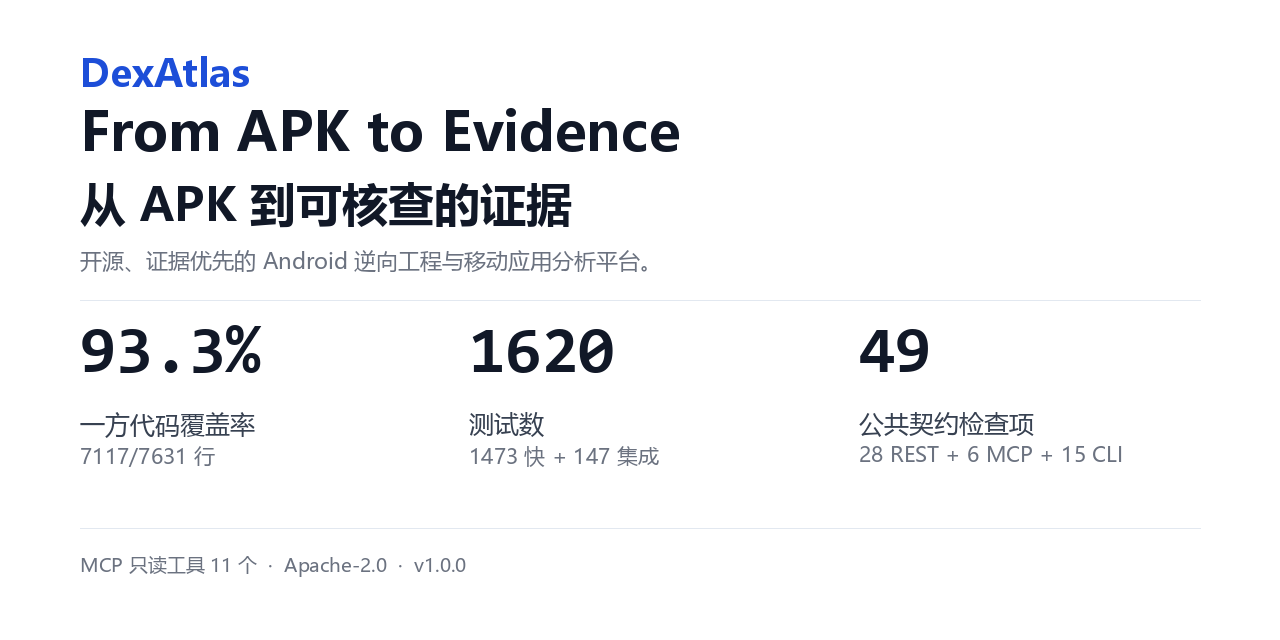 DexAtlas
From APK to Evidence
从 APK 到可核查的证据
开源、证据优先的 Android 逆向工程与移动应用分析平台。
93.3%
一方代码覆盖率
7117/7631 行
1620
测试数
1473 快 + 147 集成
49
公共契约检查项
28 REST + 6 MCP + 15 CLI
MCP 只读工具 11 个 · Apache-2.0 · v1.0.0